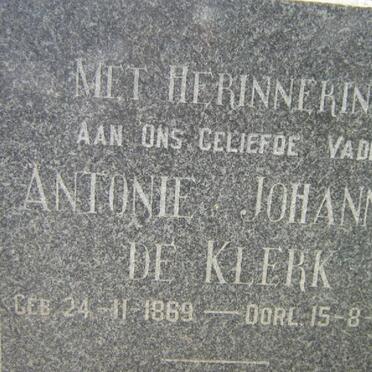 MET HERINNERIN
AAN ONS GELIEFDE VAD
ANTONIE JOHANN
DE KLERK
GEB. 24-11-1869 — OORL. 15-8-